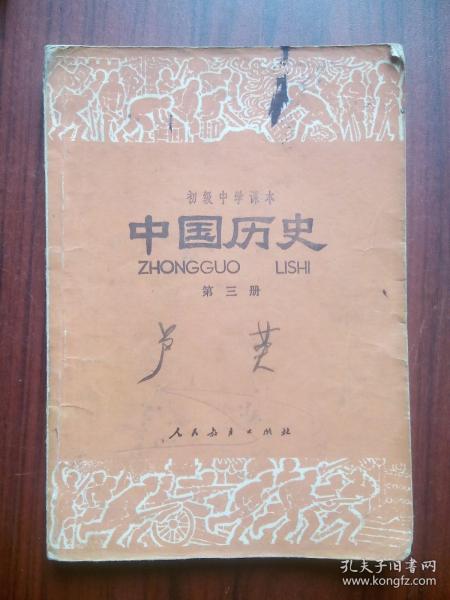 初级中学课本
中国历史
ZHONGGUO LISHI
第三册
芦英
人民教育出版社
孔夫子旧书网
www.kongfz.com